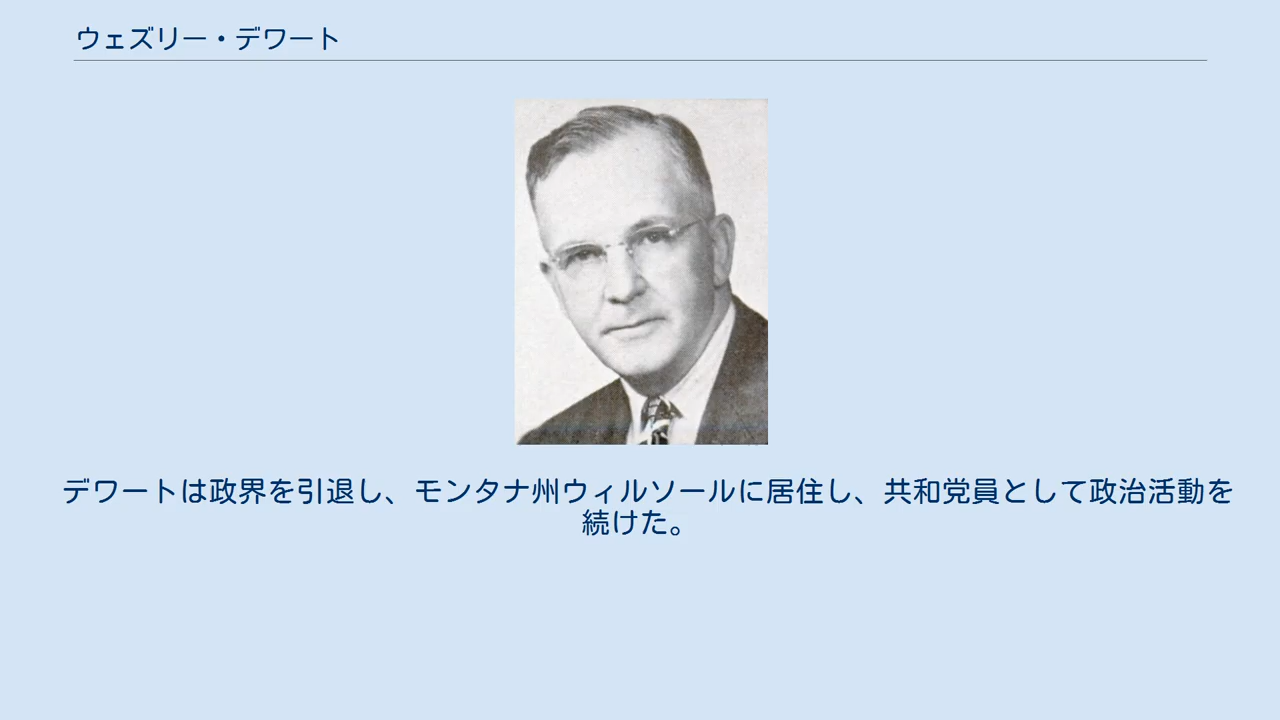 ウェズリー・デワート
デワートは政界を引退し、モンタナ州ウィルソールに居住し、共和党員として政治活動を
続けた。